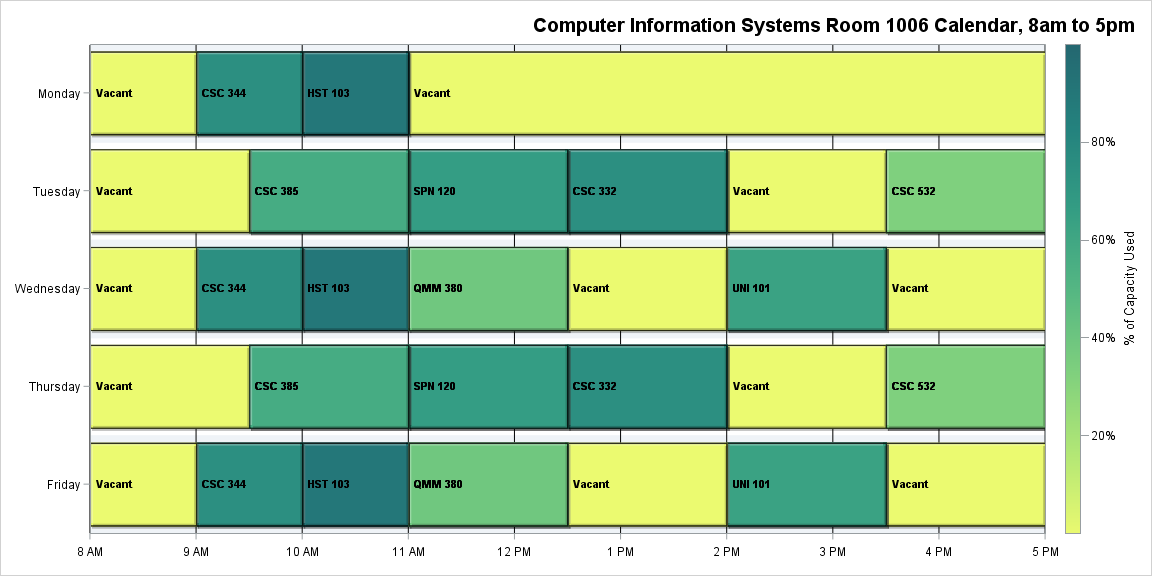 Computer Information Systems Room 1006 Calendar, 8am to 5pm
Monday
Vacant
CSC 344
HST 103
Vacant
Tuesday
Vacant
CSC 385
SPN 120
CSC 332
Vacant
CSC 532
Wednesday
Vacant
CSC 344
HST 103
QMM 380
Vacant
UNI 101
Vacant
Thursday
Vacant
CSC 385
SPN 120
CSC 332
Vacant
CSC 532
Friday
Vacant
CSC 344
HST 103
QMM 380
Vacant
UNI 101
Vacant
8 AM
9 AM
10 AM
11 AM
12 PM
1 PM
2 PM
3 PM
4 PM
5 PM
80%
60%
40%
20%
% of Capacity Used